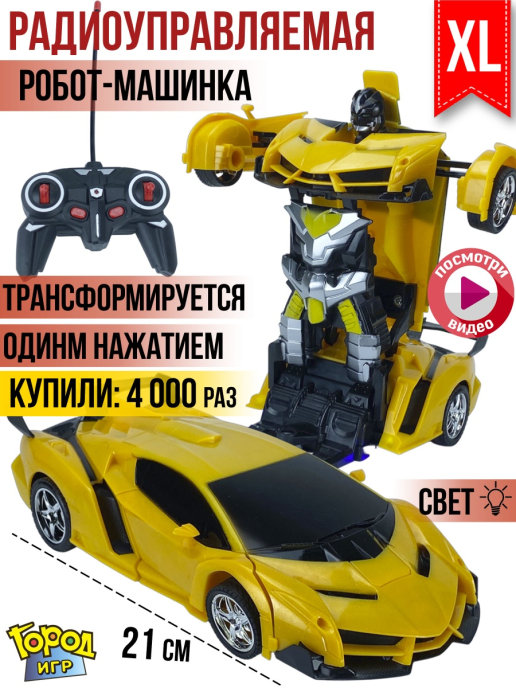 РАДИОУПРАВЛЯЕМАЯ
XL
РОБОТ-МАШИНКА
ПОСМОТРИ
ВИДЕО
ТРАНСФОРМИРУЕТСЯ
ОДИНМ НАЖАТИЕМ
КУПИЛИ: 4 000 РАЗ
СВЕТ
ГОРОД
ИГР
21 СМ